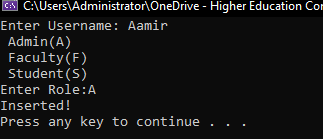 C:\Users\Administrator\OneDrive - Higher Education Co
Enter Username: Aamir
Admin(A)
Faculty(F)
Student(S)
Enter Role:A
Inserted!
Press any key to continue . . .